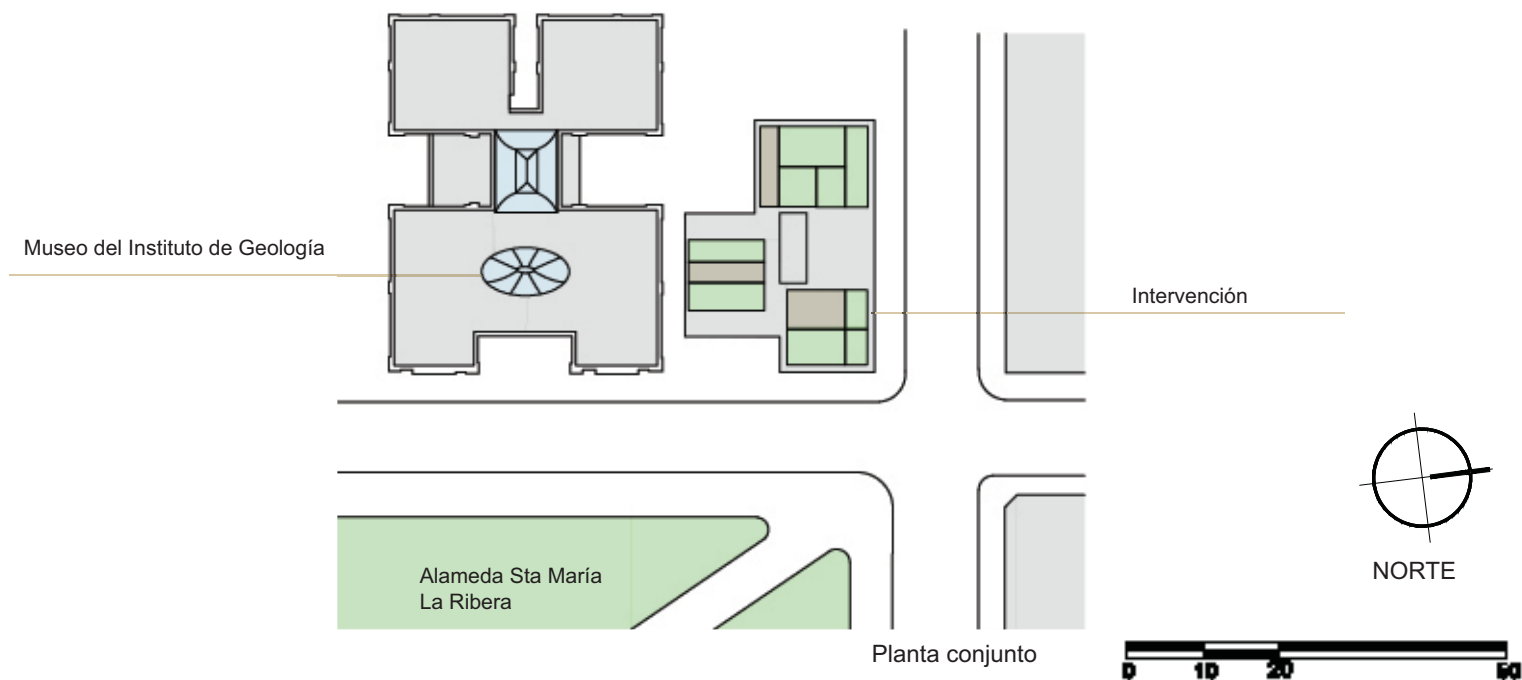 Museo del Instituto de Geología
Intervención
Alameda Sta María
La Ribera
NORTE
Planta conjunto
0 10 20 50